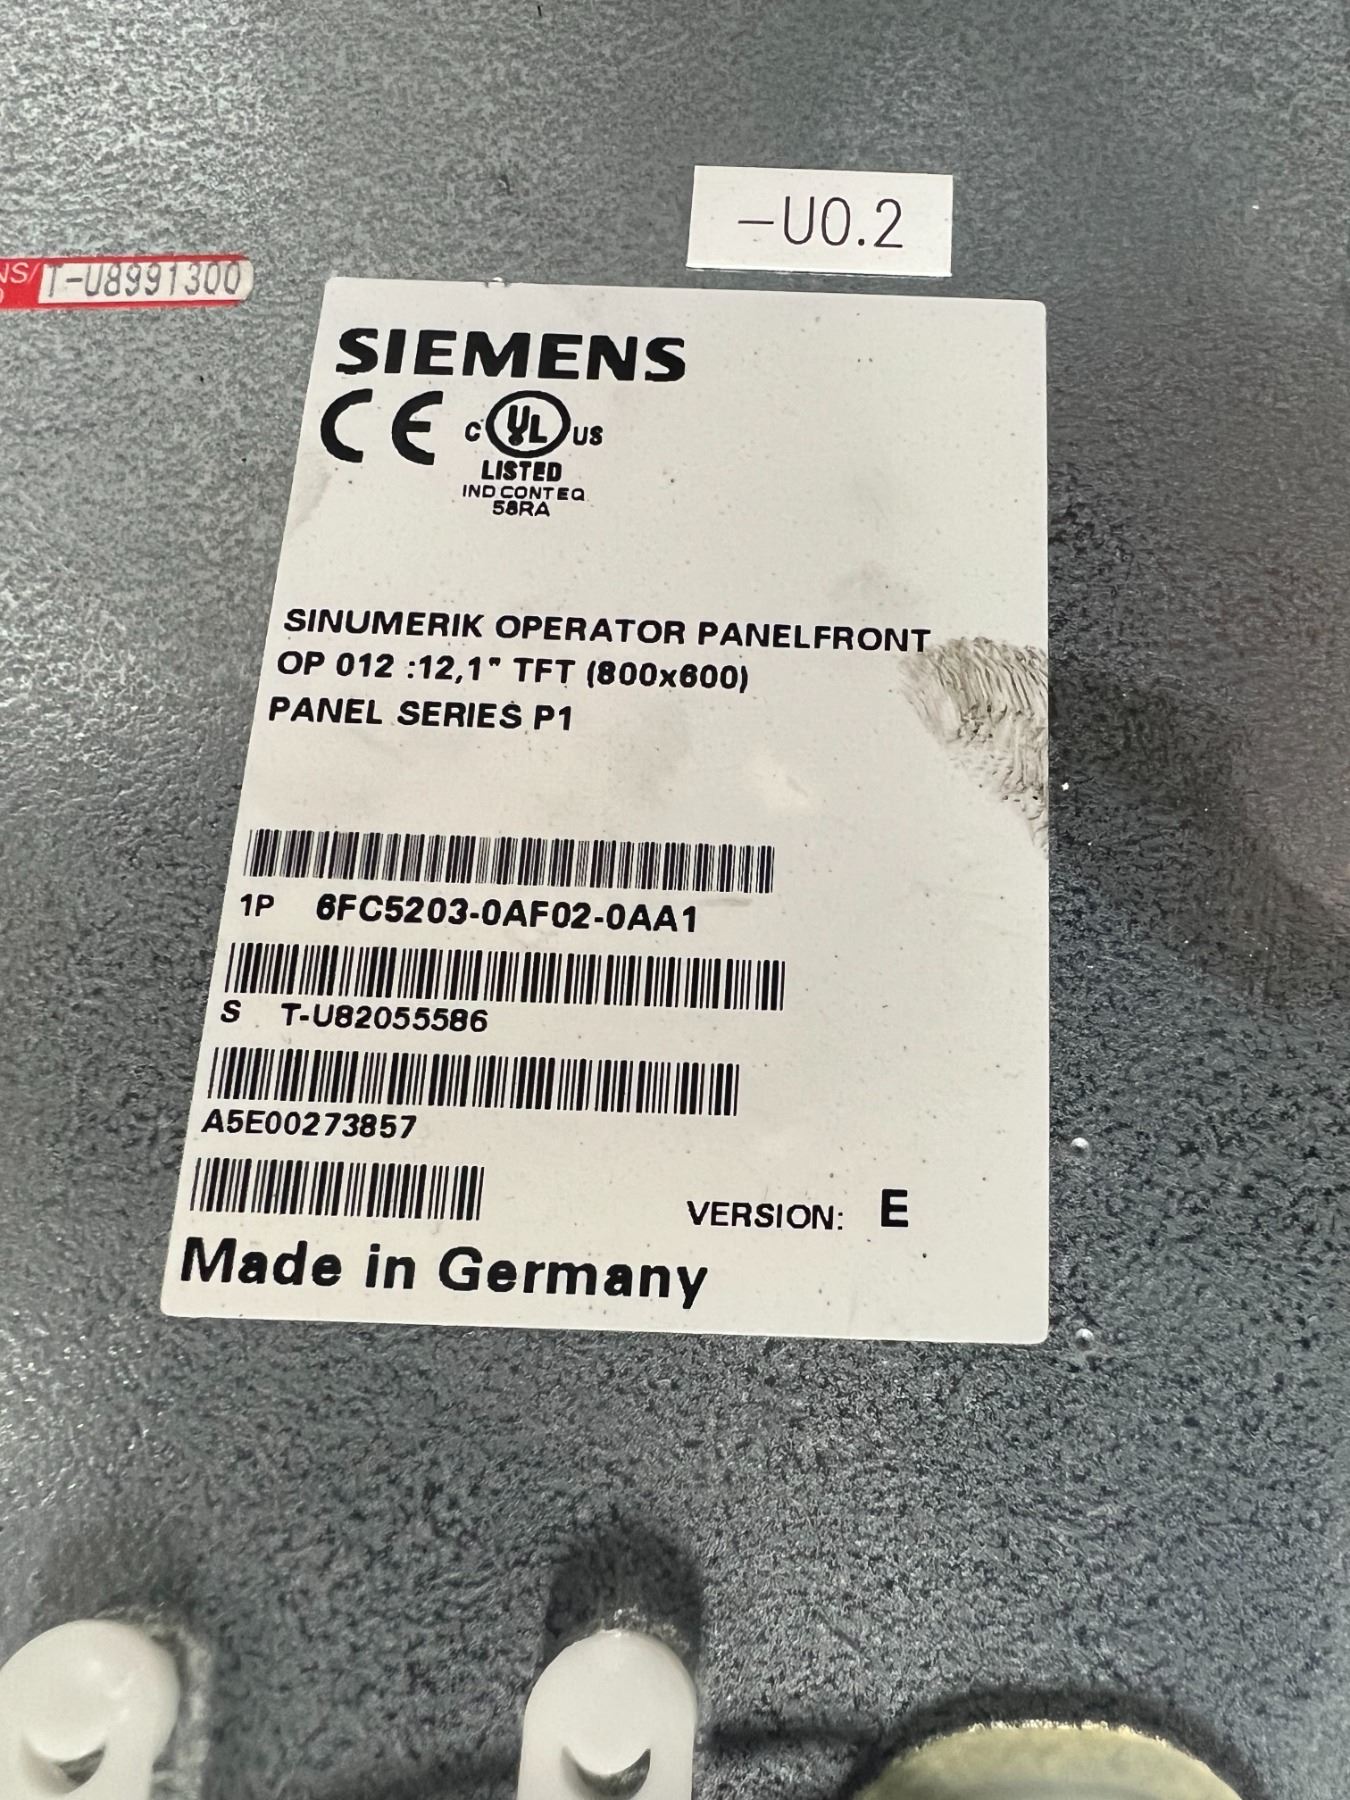 -U0.2
T-U8991300
SIEMENS
CE C UL US
LISTED
IND CONT EQ
58RA
SINUMERIK OPERATOR PANELFRONT
OP 012 :12,1" TFT (800x600)
PANEL SERIES P1
1P 6FC5203-0AF02-0AA1
S T-U82055586
A5E00273857
VERSION: E
Made in Germany